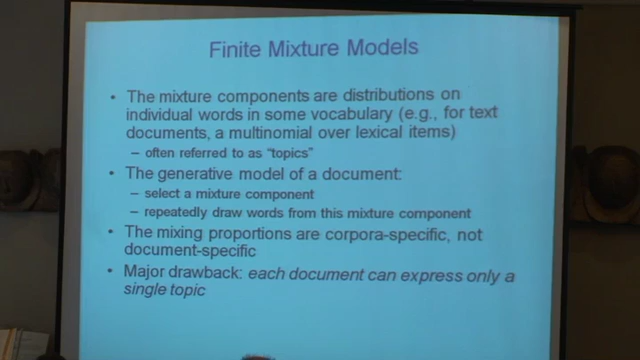 Finite Mixture Models
• The mixture components are distributions on
individual words in some vocabulary (e.g., for text
documents, a multinomial over lexical items)
– often referred to as "topics"
• The generative model of a document:
– select a mixture component
– repeatedly draw words from this mixture component
• The mixing proportions are corpora-specific, not
document-specific
• Major drawback: each document can express only a
single topic